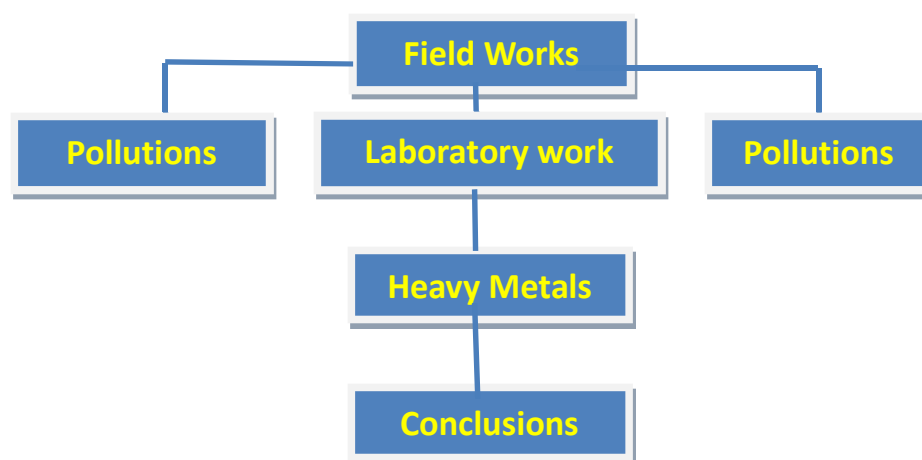 Field Works
Pollutions
Laboratory work
Pollutions
Heavy Metals
Conclusions